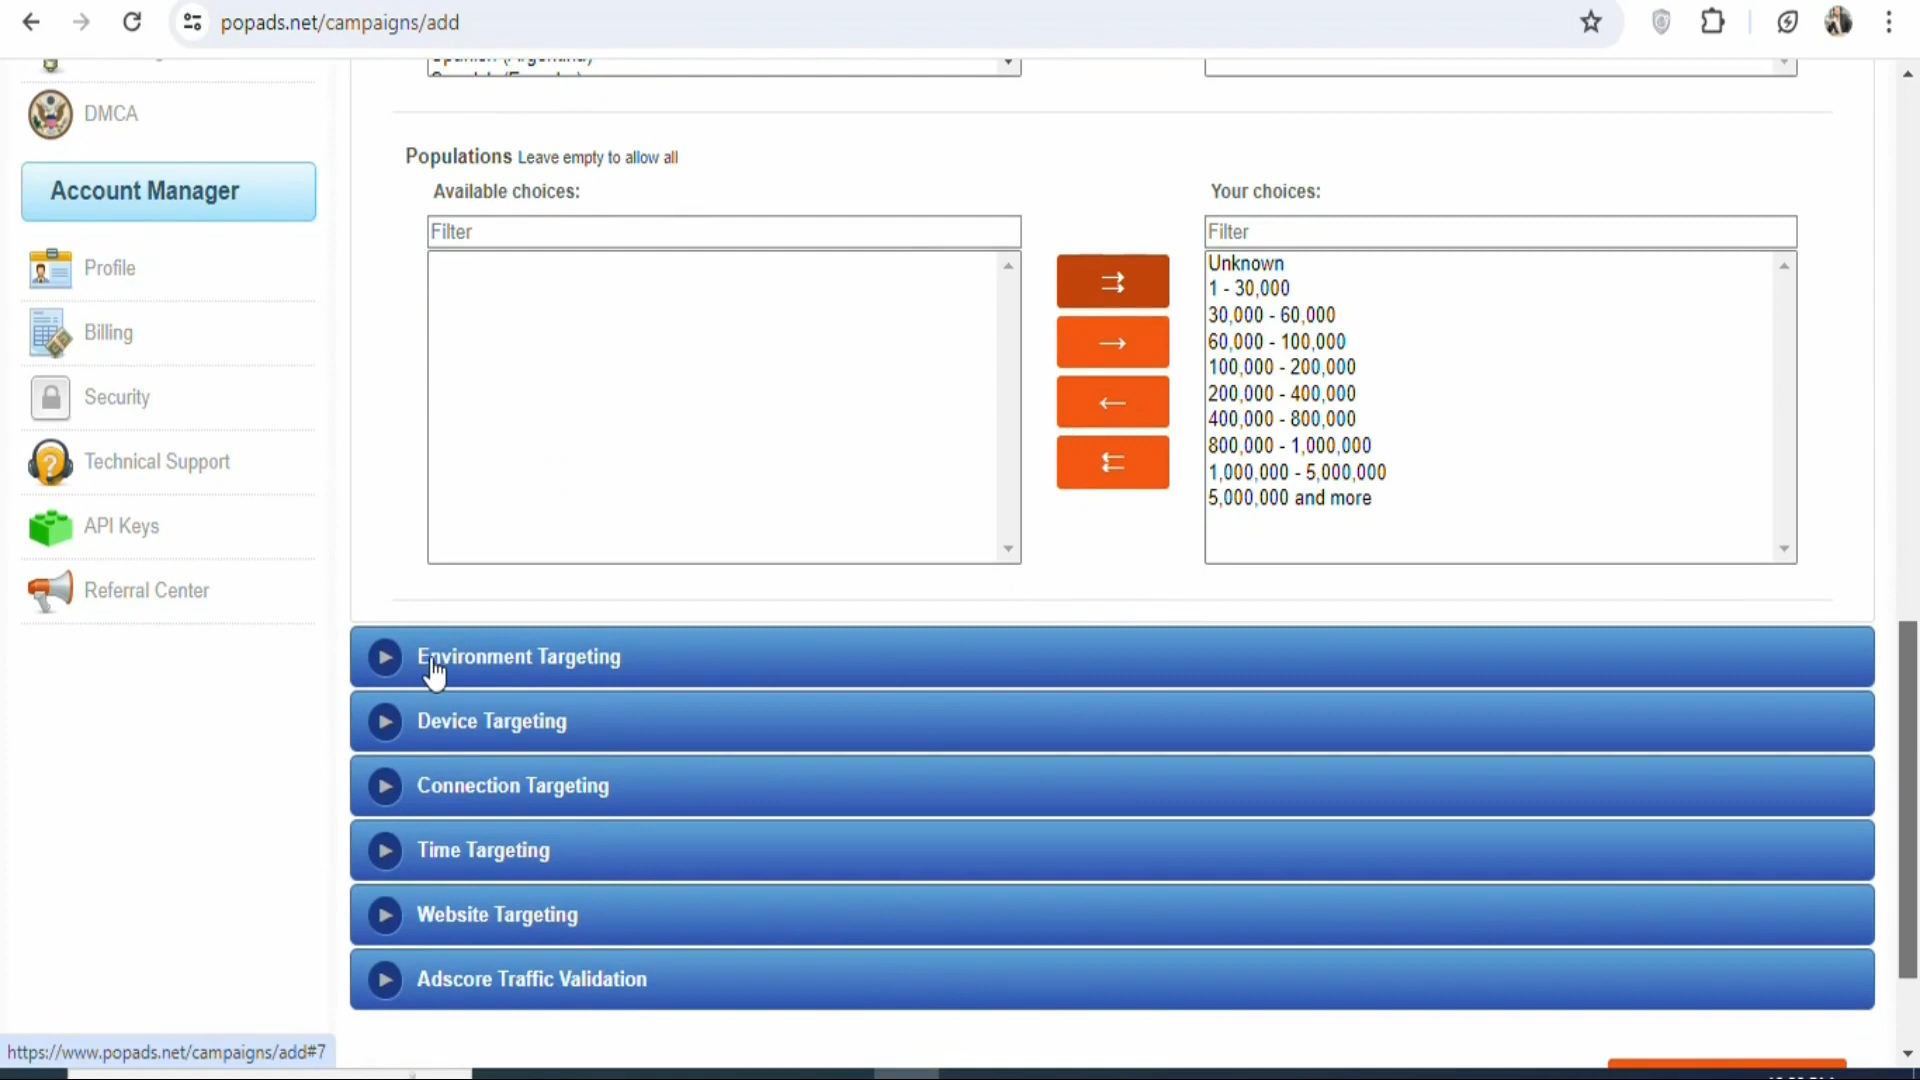 popads.net/campaigns/add
Spanish (Argentina)
DMCA
Account Manager
Profile
Billing
Security
Technical Support
API Keys
Referral Center
Populations Leave empty to allow all
Available choices:
Filter
Your choices:
Filter
Unknown
1 - 30,000
30,000 - 60,000
60,000 - 100,000
100,000 - 200,000
200,000 - 400,000
400,000 - 800,000
800,000 - 1,000,000
1,000,000 - 5,000,000
5,000,000 and more
Environment Targeting
Device Targeting
Connection Targeting
Time Targeting
Website Targeting
Adscore Traffic Validation
https://www.popads.net/campaigns/add#7